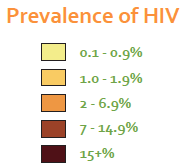 Prevalence of HIV
0.1 - 0.9%
1.0 - 1.9%
2 - 6.9%
7 - 14.9%
15+%